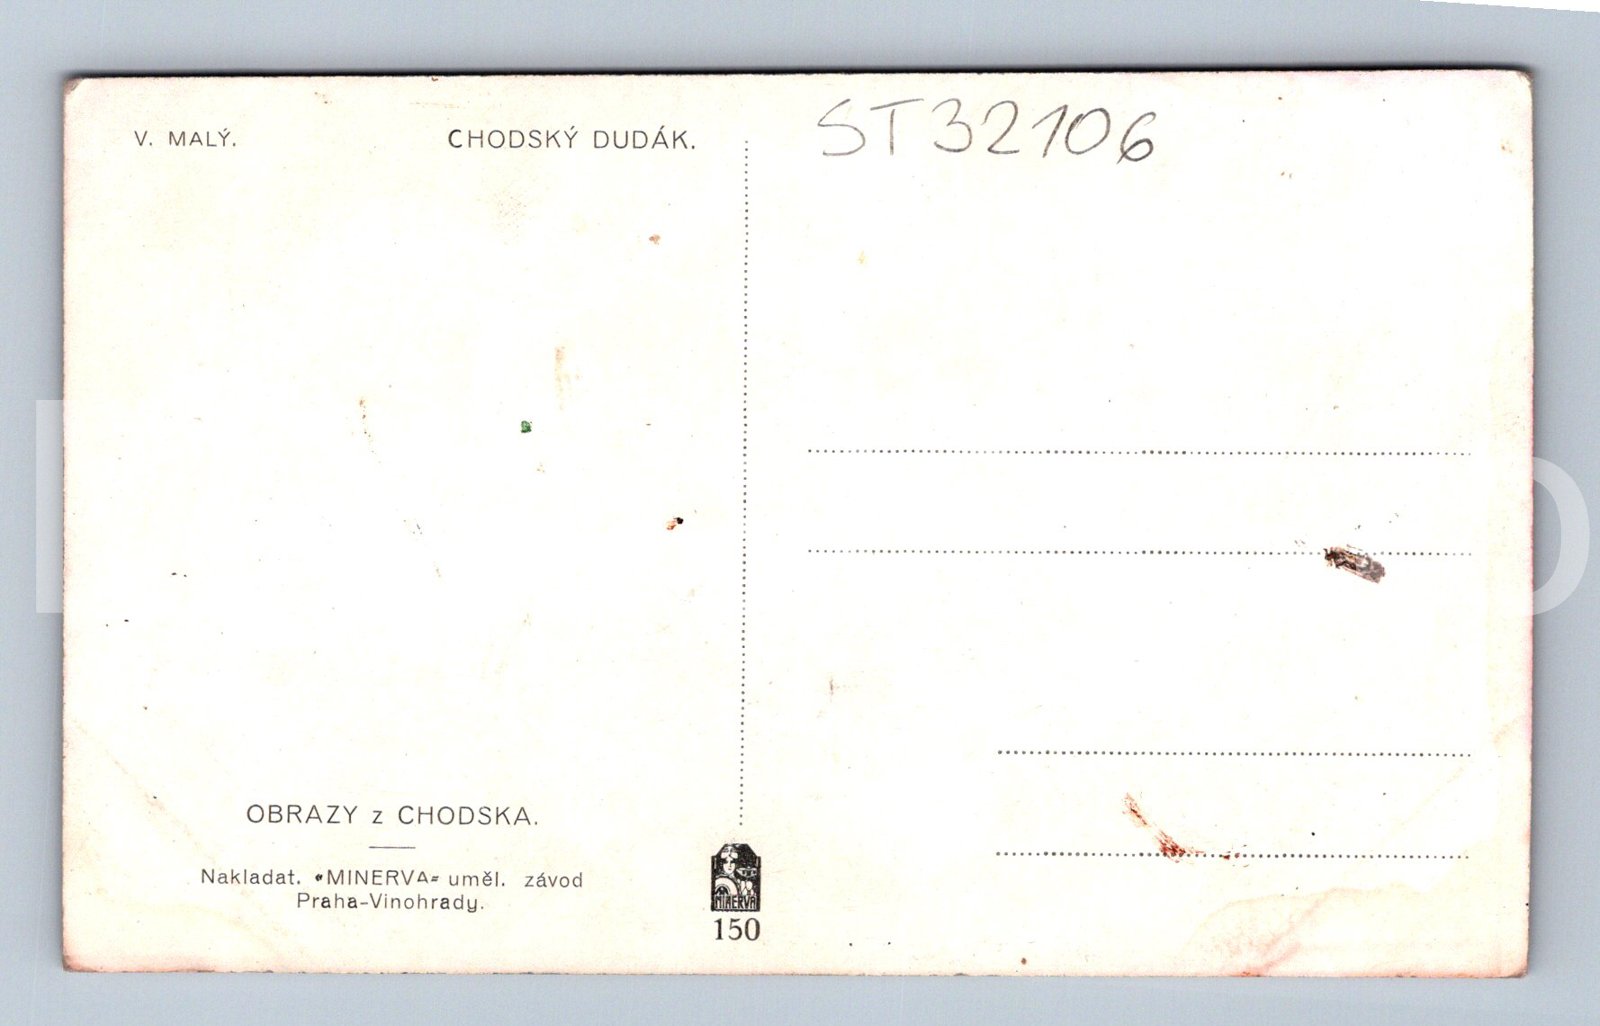 V. MALÝ.
CHODSKÝ DUDÁK.
ST32106
OBRAZY z CHODSKA.
Nakladat. «MINERVA» uměl. závod
Praha-Vinohrady.
MINERVA
150